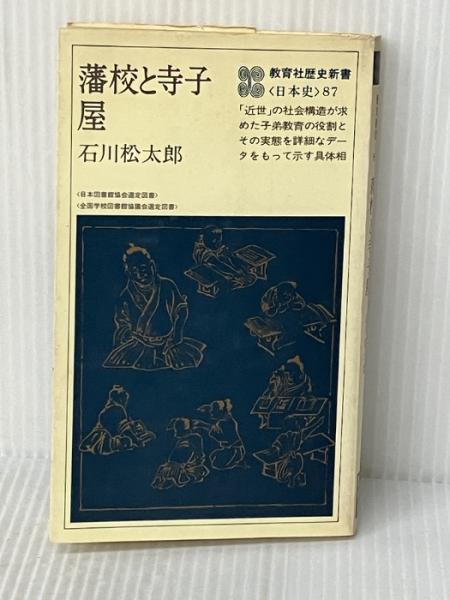 藩校と寺子
屋
石川松太郎
教育社歴史新書
〈日本史〉87
「近世」の社会構造が求
めた子弟教育の役割と
その実態を詳細なデー
タをもって示す具体相
〈日本図書館協会選定図書〉
〈全国学校図書館協議会選定図書〉